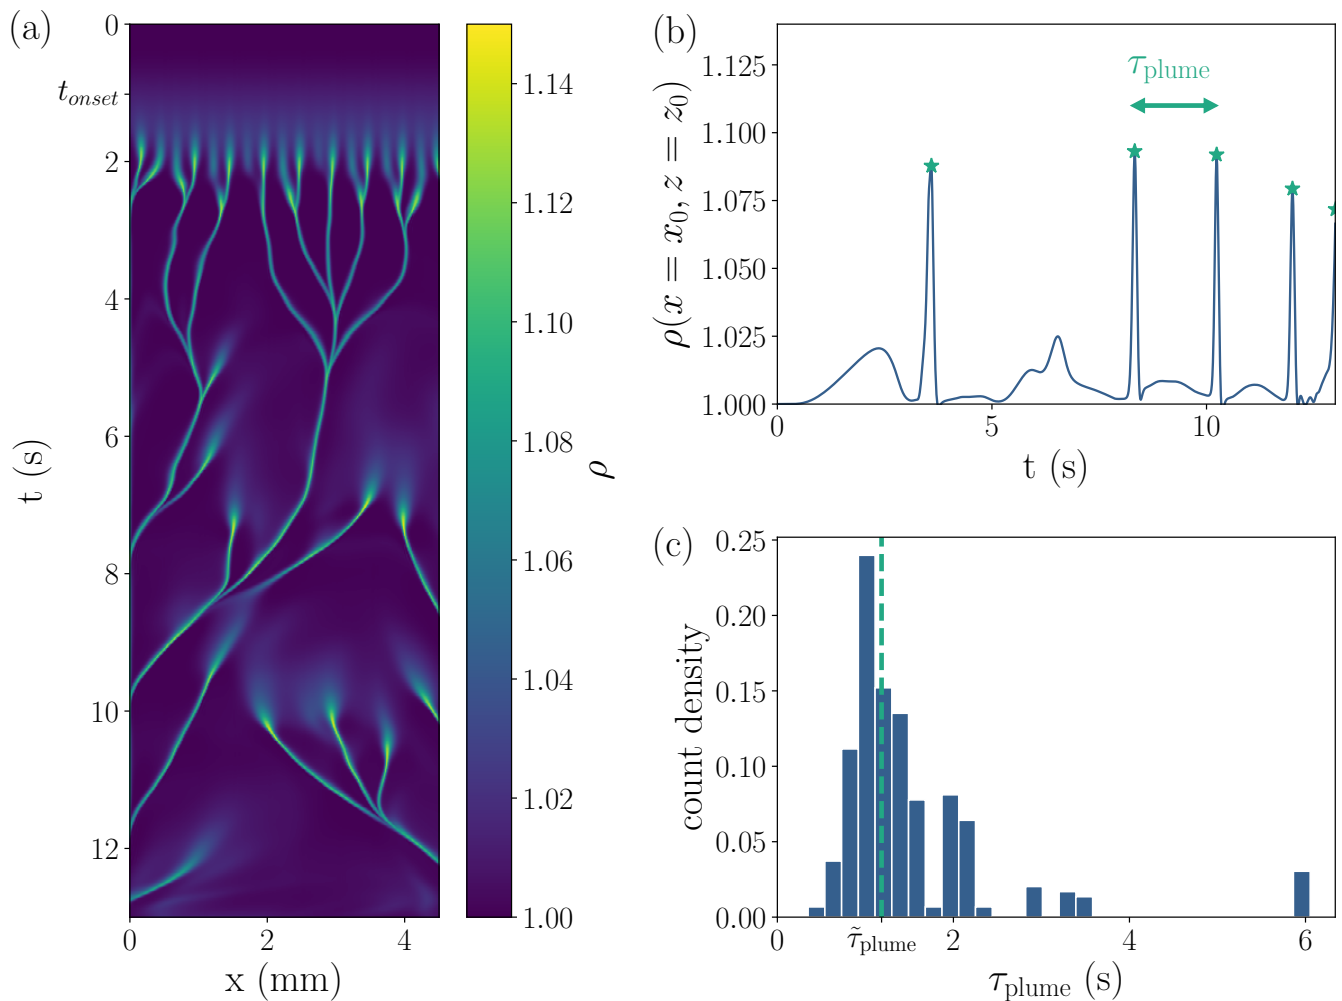 (a)
0
t_onset
2
4
6
8
10
12
t (s)
0 2 4
x (mm)
1.14
1.12
1.10
1.08
1.06
1.04
1.02
1.00
ρ
(b)
τ_plume
1.125
1.100
1.075
1.050
1.025
1.000
ρ(x = x₀, z = z₀)
0 5 10
t (s)
(c)
0.25
0.20
0.15
0.10
0.05
0.00
count density
0 τ̃_plume 2 4 6
τ_plume (s)